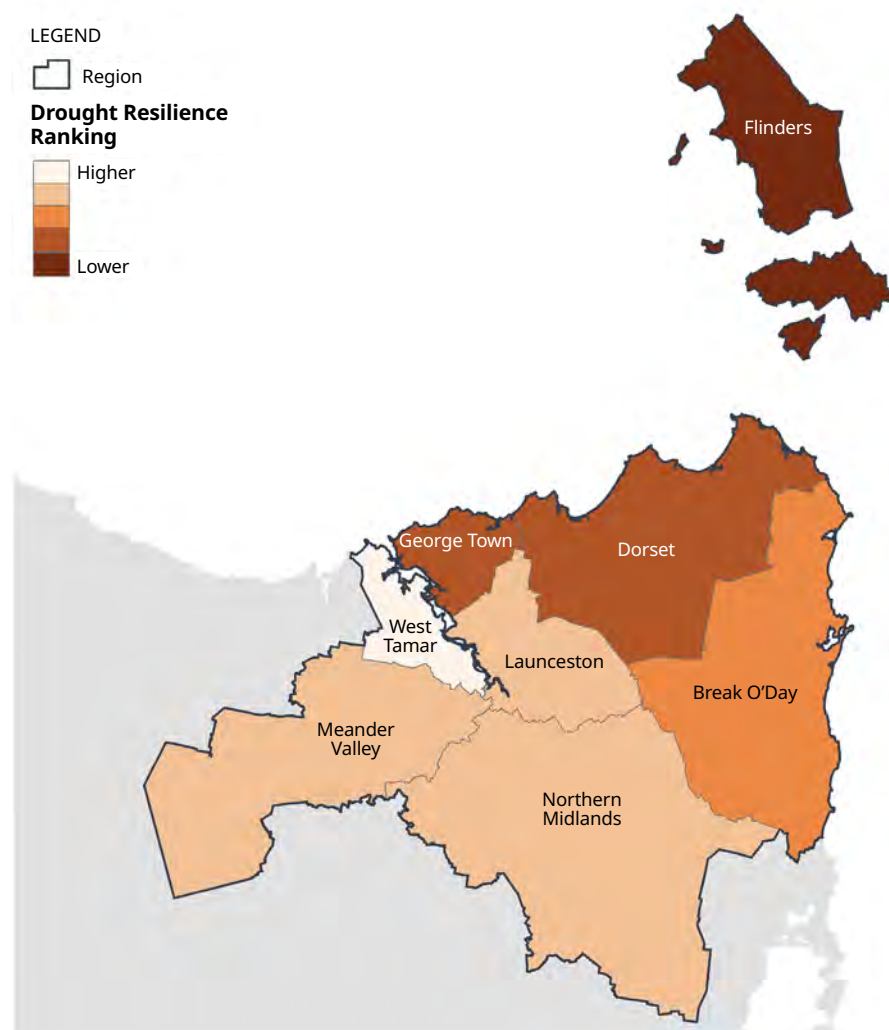 LEGEND
Region
Drought Resilience
Ranking
Higher
Lower
Flinders
George Town
Dorset
West
Tamar
Launceston
Break O'Day
Meander
Valley
Northern
Midlands